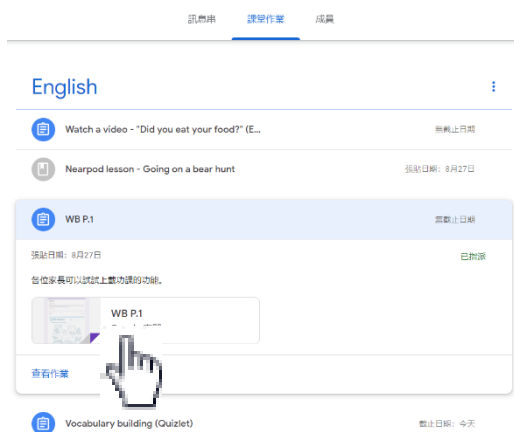 訊息串 課堂作業 成員
English
Watch a video - "Did you eat your food?" (E... 無截止日期
Nearpod lesson - Going on a bear hunt 張貼日期：8月27日
WB P.1 無截止日期
張貼日期：8月27日 已指派
各位家長可以試試上載功課的功能。
WB P.1
查看作業
Vocabulary building (Quizlet) 截止日期：今天